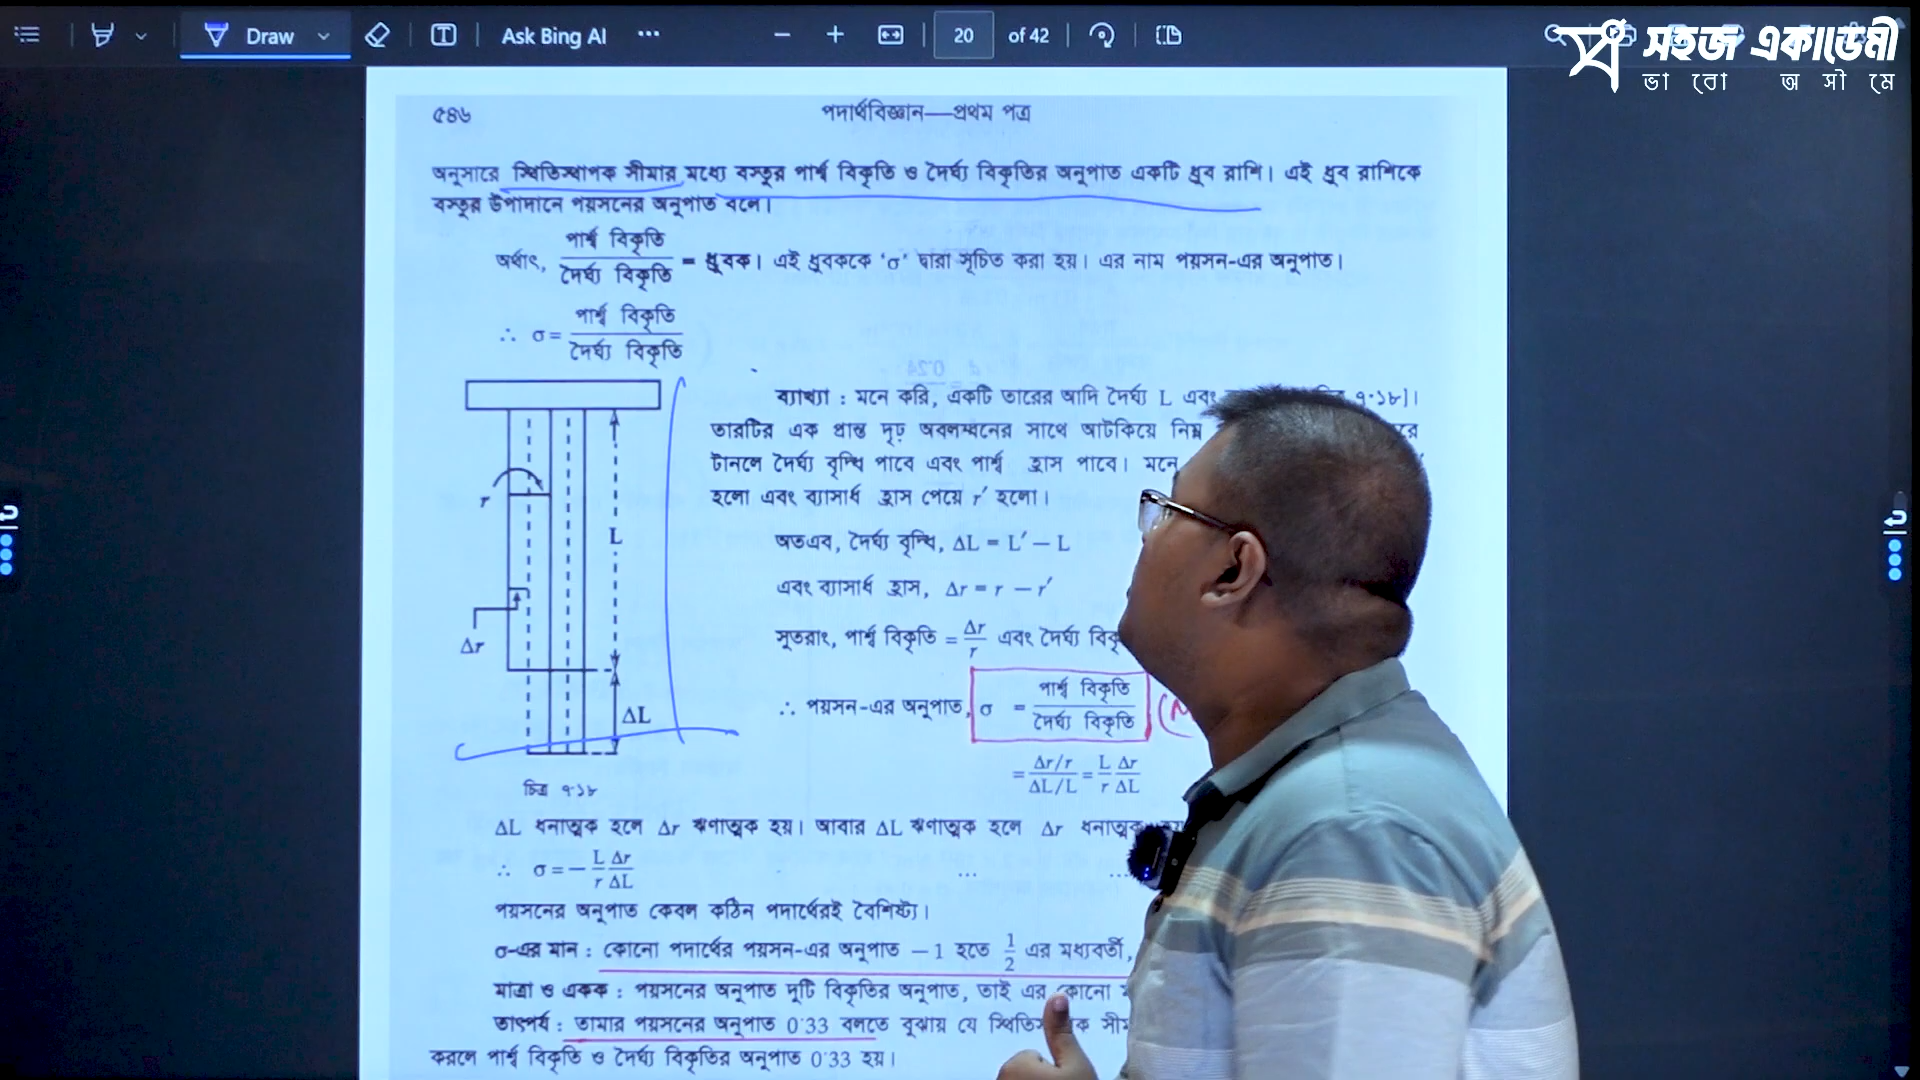 Draw
Ask Bing AI
20 of 42
সহজ একাডেমী
ভাবো অসীমে
৫৪৬
পদার্থবিজ্ঞান—প্রথম পত্র
অনুসারে স্থিতিস্থাপক সীমার মধ্যে বস্তুর পার্শ্ব বিকৃতি ও দৈর্ঘ্য বিকৃতির অনুপাত একটি ধ্রুব রাশি। এই ধ্রুব রাশিকে
বস্তুর উপাদানে পয়সনের অনুপাত বলে।
অর্থাৎ, পার্শ্ব বিকৃতি / দৈর্ঘ্য বিকৃতি = ধ্রুবক। এই ধ্রুবককে 'σ' দ্বারা সূচিত করা হয়। এর নাম পয়সন-এর অনুপাত।
∴ σ = পার্শ্ব বিকৃতি / দৈর্ঘ্য বিকৃতি
ব্যাখ্যা : মনে করি, একটি তারের আদি দৈর্ঘ্য L এবং ৭·১৮]।
তারটির এক প্রান্ত দৃঢ় অবলম্বনের সাথে আটকিয়ে নিম্ন
টানলে দৈর্ঘ্য বৃদ্ধি পাবে এবং পার্শ্ব হ্রাস পাবে। মনে
হলো এবং ব্যাসার্ধ হ্রাস পেয়ে r′ হলো।
অতএব, দৈর্ঘ্য বৃদ্ধি, ΔL = L′ − L
এবং ব্যাসার্ধ হ্রাস, Δr = r − r′
সুতরাং, পার্শ্ব বিকৃতি = Δr/r এবং দৈর্ঘ্য
∴ পয়সন-এর অনুপাত, σ = পার্শ্ব বিকৃতি / দৈর্ঘ্য বিকৃতি
= Δr/r / ΔL/L = L/r Δr/ΔL
r
L
Δr
ΔL
চিত্র ৭·১৮
ΔL ধনাত্মক হলে Δr ঋণাত্মক হয়। আবার ΔL ঋণাত্মক হলে Δr ধনাত্মক
∴ σ = − L/r Δr/ΔL ... ...
পয়সনের অনুপাত কেবল কঠিন পদার্থেরই বৈশিষ্ট্য।
σ-এর মান : কোনো পদার্থের পয়সন-এর অনুপাত − 1 হতে 1/2 এর মধ্যবর্তী,
মাত্রা ও একক : পয়সনের অনুপাত দুটি বিকৃতির অনুপাত, তাই এর কোনো
তাৎপর্য : তামার পয়সনের অনুপাত 0·33 বলতে বুঝায় যে
করলে পার্শ্ব বিকৃতি ও দৈর্ঘ্য বিকৃতির অনুপাত 0·33 হয়।